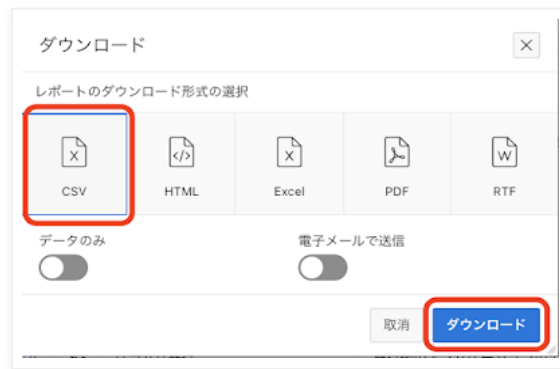 ダウンロード
レポートのダウンロード形式の選択
CSV
HTML
Excel
PDF
RTF
データのみ
電子メールで送信
取消
ダウンロード